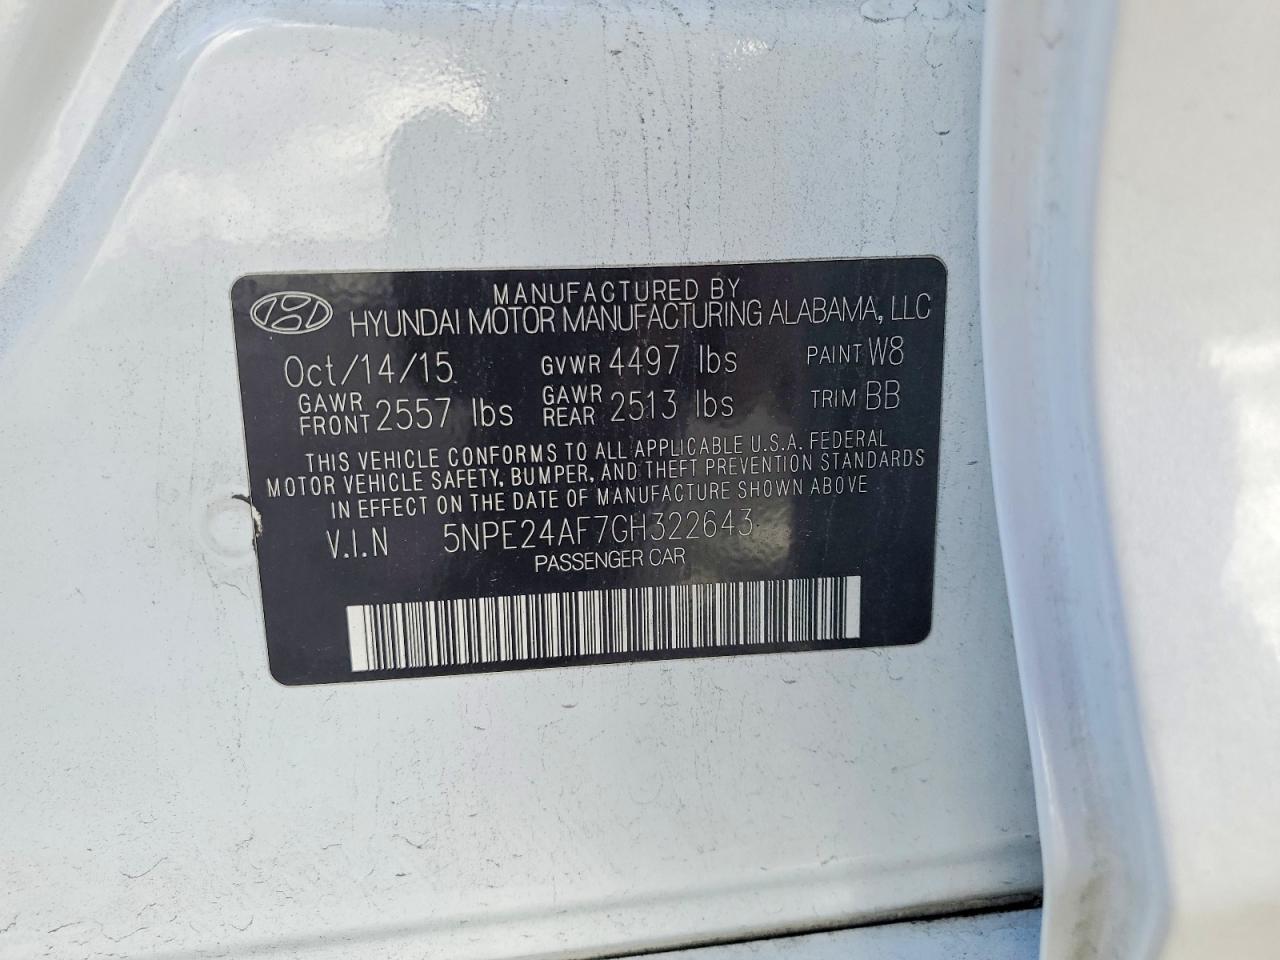 MANUFACTURED BY
HYUNDAI MOTOR MANUFACTURING ALABAMA, LLC
Oct/14/15 GVWR 4497 lbs PAINT W8
GAWR FRONT 2557 lbs GAWR REAR 2513 lbs TRIM BB
THIS VEHICLE CONFORMS TO ALL APPLICABLE U.S.A. FEDERAL
MOTOR VEHICLE SAFETY, BUMPER, AND THEFT PREVENTION STANDARDS
IN EFFECT ON THE DATE OF MANUFACTURE SHOWN ABOVE
V.I.N 5NPE24AF7GH322643
PASSENGER CAR